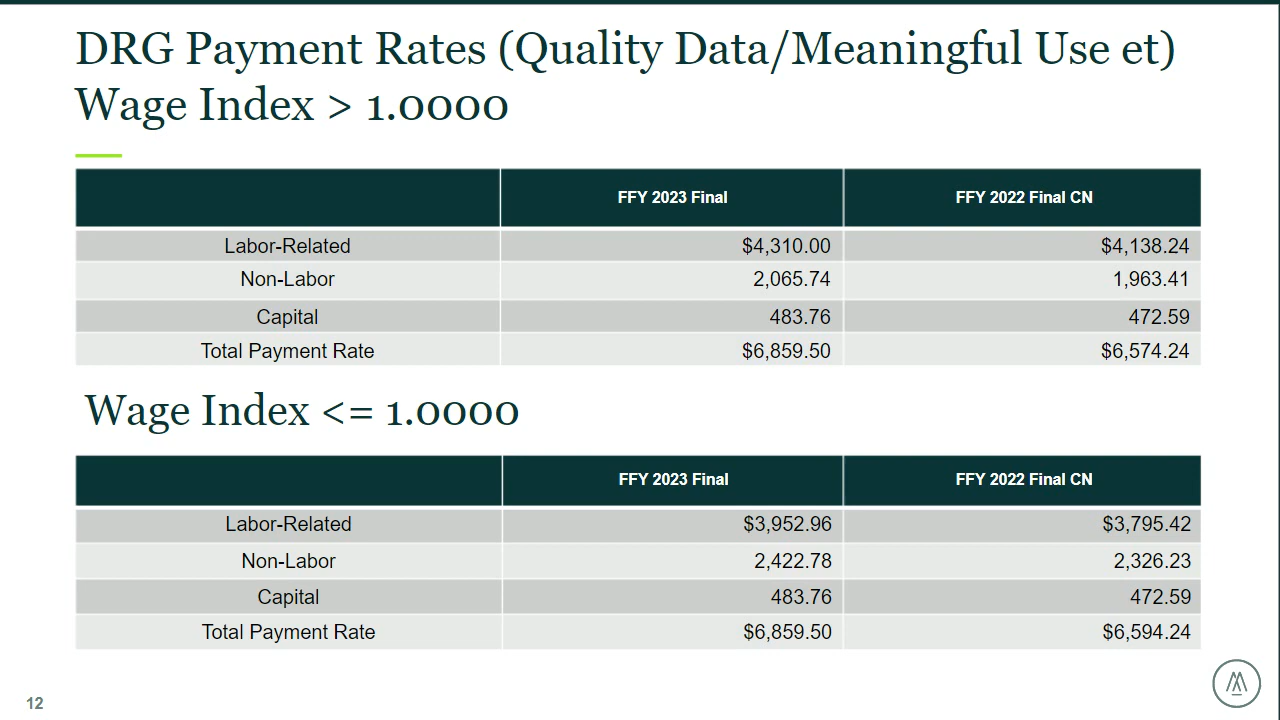 DRG Payment Rates (Quality Data/Meaningful Use et)
Wage Index > 1.0000
FFY 2023 Final FFY 2022 Final CN
Labor-Related $4,310.00 $4,138.24
Non-Labor 2,065.74 1,963.41
Capital 483.76 472.59
Total Payment Rate $6,859.50 $6,574.24
Wage Index <= 1.0000
FFY 2023 Final FFY 2022 Final CN
Labor-Related $3,952.96 $3,795.42
Non-Labor 2,422.78 2,326.23
Capital 483.76 472.59
Total Payment Rate $6,859.50 $6,594.24
12